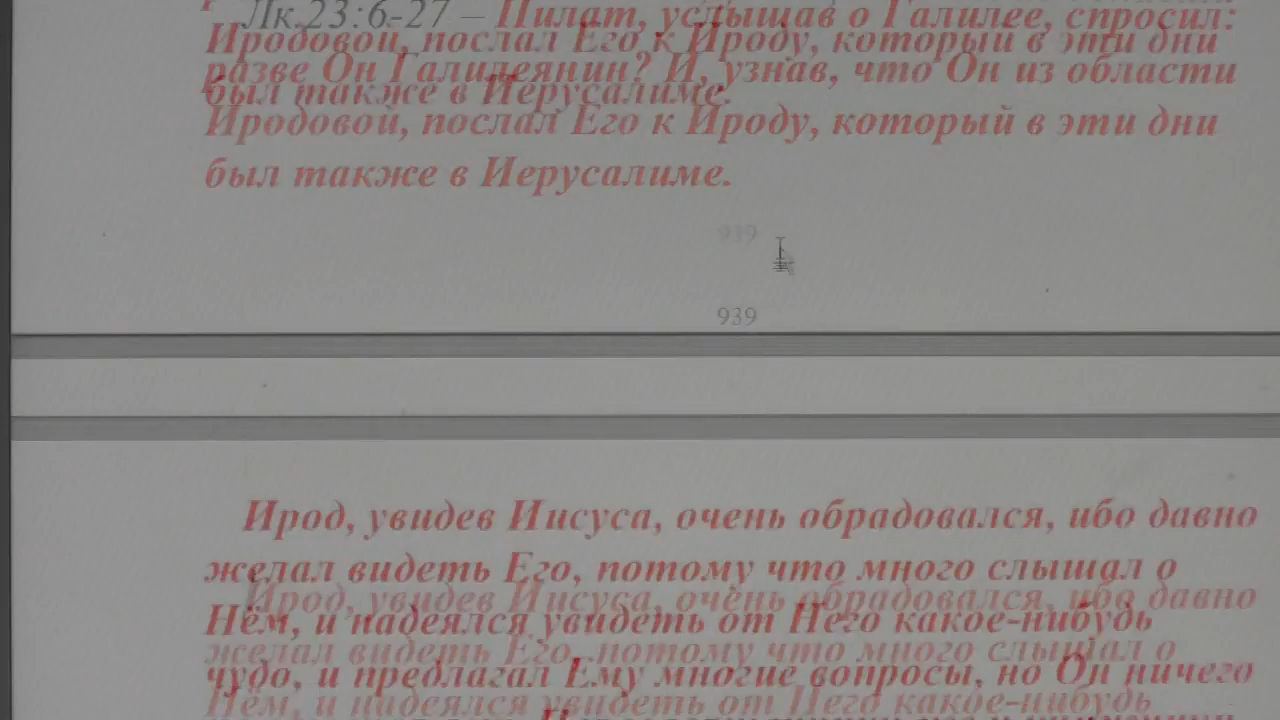 Лк.23:6-27 – Пилат, услышав о Галилее, спросил:
разве Он Галилеянин? И, узнав, что Он из области
Иродовой, послал Его к Ироду, который в эти дни
был также в Иерусалиме.
939
Ирод, увидев Иисуса, очень обрадовался, ибо давно
желал видеть Его, потому что много слышал о
Нём, и надеялся увидеть от Него какое-нибудь
чудо, и предлагал Ему многие вопросы, но Он ничего